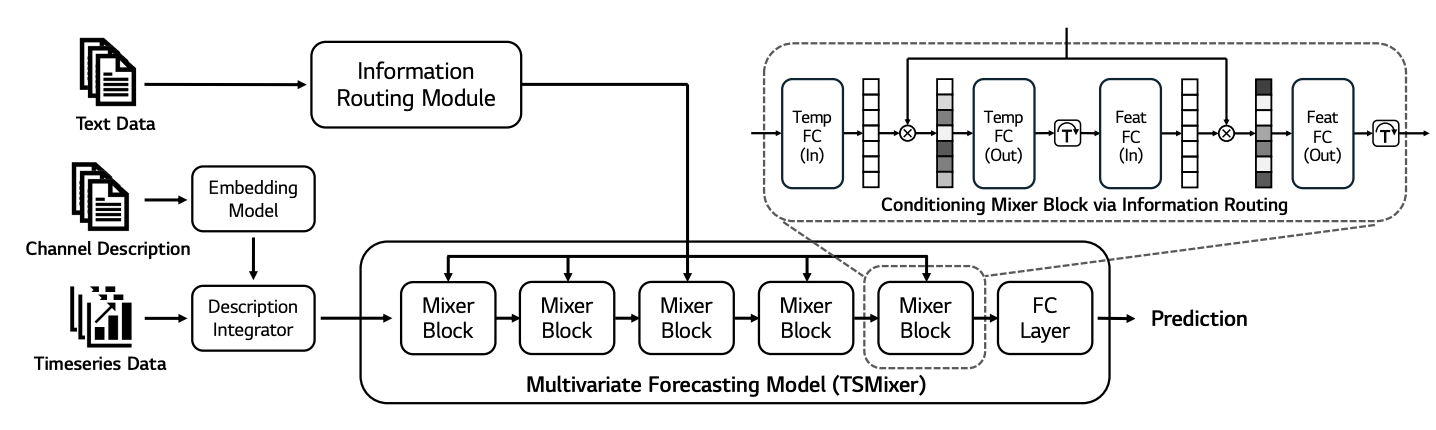 Text Data
Information
Routing Module
Channel Description
Embedding
Model
Timeseries Data
Description
Integrator
Temp
FC
(In)
Temp
FC
(Out)
T
Feat
FC
(In)
Feat
FC
(Out)
T
Conditioning Mixer Block via Information Routing
Mixer
Block
Mixer
Block
Mixer
Block
Mixer
Block
Mixer
Block
FC
Layer
Prediction
Multivariate Forecasting Model (TSMixer)